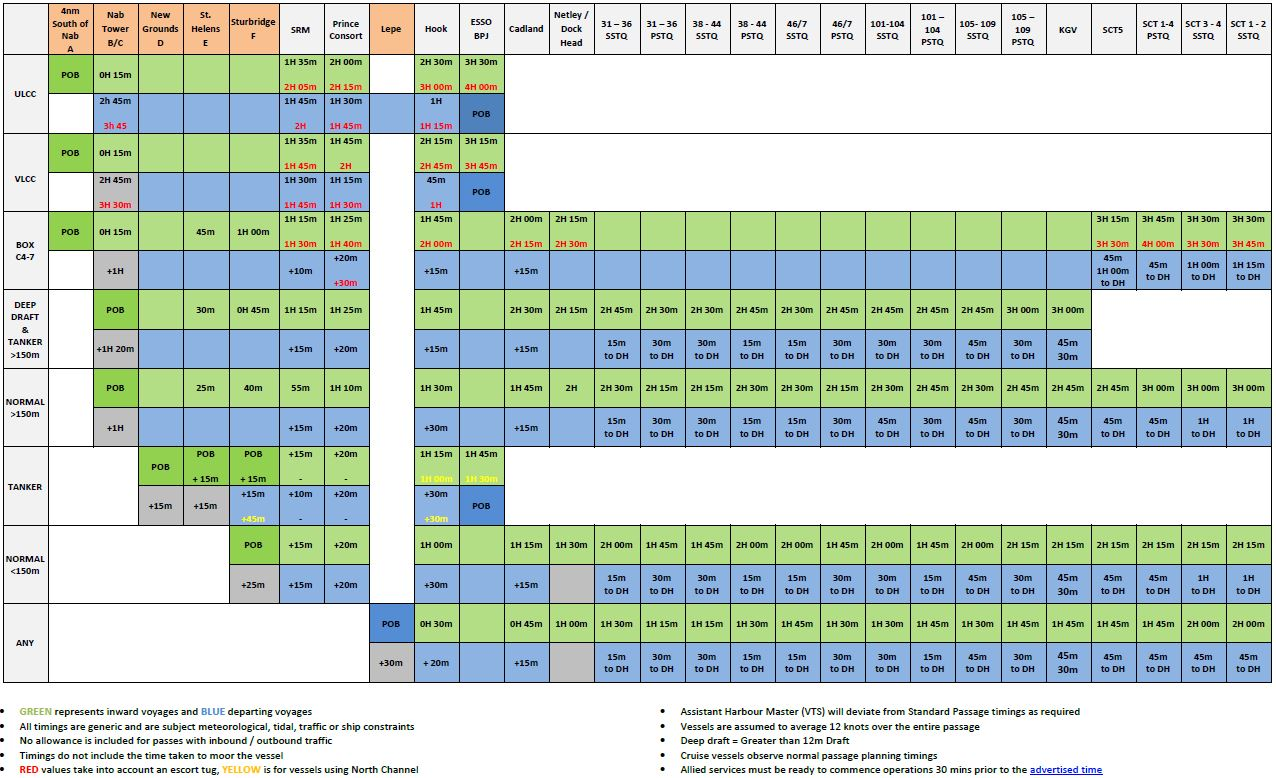 4nm South of Nab A | Nab Tower B/C | New Grounds D | St. Helens E | Sturbridge F | SRM | Prince Consort | Lepe | Hook | ESSO BPJ | Cadland | Netley / Dock Head | 31 – 36 SSTQ | 31 – 36 PSTQ | 38 - 44 SSTQ | 38 - 44 PSTQ | 46/7 SSTQ | 46/7 PSTQ | 101-104 SSTQ | 101 – 104 PSTQ | 105- 109 SSTQ | 105 – 109 PSTQ | KGV | SCT5 | SCT 1-4 PSTQ | SCT 3 - 4 SSTQ | SCT 1 - 2 SSTQ
ULCC
POB | 0H 15m | 1H 35m 2H 05m | 2H 00m 2H 15m | 2H 30m 3H 00m | 3H 30m 4H 00m
2h 45m 3h 45 | 1H 45m 2H | 1H 30m 1H 45m | 1H 1H 15m | POB
VLCC
POB | 0H 15m | 1H 35m 1H 45m | 1H 45m 2H | 2H 15m 2H 45m | 3H 15m 3H 45m
2H 45m 3H 30m | 1H 30m 1H 45m | 1H 15m 1H 30m | 45m 1H | POB
BOX C4-7
POB | 0H 15m | 45m | 1H 00m | 1H 15m 1H 30m | 1H 25m 1H 40m | 1H 45m 2H 00m | 2H 00m 2H 15m | 2H 15m 2H 30m | 3H 15m 3H 30m | 3H 45m 4H 00m | 3H 30m 3H 30m | 3H 30m 3H 45m
+1H | +10m | +20m +30m | +15m | +15m | 45m 1H 00m to DH | 45m to DH | 1H 00m to DH | 1H 15m to DH
DEEP DRAFT & TANKER >150m
POB | 30m | 0H 45m | 1H 15m | 1H 25m | 1H 45m | 2H 30m | 2H 15m | 2H 45m | 2H 30m | 2H 30m | 2H 45m | 2H 45m | 2H 45m | 2H 45m | 2H 45m | 2H 45m | 3H 00m | 3H 00m
+1H 20m | +15m | +20m | +15m | +15m | 15m to DH | 30m to DH | 30m to DH | 15m to DH | 15m to DH | 30m to DH | 30m to DH | 30m to DH | 45m to DH | 30m to DH | 45m 30m
NORMAL >150m
POB | 25m | 40m | 55m | 1H 10m | 1H 30m | 1H 45m | 2H | 2H 30m | 2H 15m | 2H 15m | 2H 30m | 2H 30m | 2H 15m | 2H 30m | 2H 45m | 2H 30m | 2H 45m | 2H 45m | 2H 45m | 3H 00m | 3H 00m | 3H 00m
+1H | +15m | +20m | +30m | +15m | 15m to DH | 30m to DH | 30m to DH | 15m to DH | 15m to DH | 30m to DH | 45m to DH | 30m to DH | 45m to DH | 30m to DH | 45m 30m | 45m to DH | 45m to DH | 1H to DH | 1H to DH
TANKER
POB | POB + 15m | POB + 15m | +15m - | +20m - | 1H 15m 1H 00m | 1H 45m 1H 30m
+15m | +15m | +15m +45m | +10m - | +20m - | +30m +30m | POB
NORMAL <150m
POB | +15m | +20m | 1H 00m | 1H 15m | 1H 30m | 2H 00m | 1H 45m | 1H 45m | 2H 00m | 2H 00m | 1H 45m | 2H 00m | 1H 45m | 2H 00m | 2H 15m | 2H 15m | 2H 15m | 2H 15m | 2H 15m | 2H 15m
+25m | +15m | +20m | +30m | +15m | 15m to DH | 30m to DH | 30m to DH | 15m to DH | 15m to DH | 30m to DH | 30m to DH | 15m to DH | 45m to DH | 30m to DH | 45m 30m | 45m to DH | 45m to DH | 1H to DH | 1H to DH
ANY
POB | 0H 30m | 0H 45m | 1H 00m | 1H 30m | 1H 15m | 1H 15m | 1H 30m | 1H 45m | 1H 30m | 1H 30m | 1H 45m | 1H 30m | 1H 45m | 1H 45m | 1H 45m | 1H 45m | 2H 00m | 2H 00m
+30m | + 20m | +15m | 15m to DH | 30m to DH | 30m to DH | 15m to DH | 15m to DH | 30m to DH | 30m to DH | 15m to DH | 45m to DH | 30m to DH | 45m 30m | 45m to DH | 45m to DH | 45m to DH | 45m to DH
• GREEN represents inward voyages and BLUE departing voyages
• All timings are generic and are subject meteorological, tidal, traffic or ship constraints
• No allowance is included for passes with inbound / outbound traffic
• Timings do not include the time taken to moor the vessel
• RED values take into account an escort tug, YELLOW is for vessels using North Channel
• Assistant Harbour Master (VTS) will deviate from Standard Passage timings as required
• Vessels are assumed to average 12 knots over the entire passage
• Deep draft = Greater than 12m Draft
• Cruise vessels observe normal passage planning timings
• Allied services must be ready to commence operations 30 mins prior to the advertised time